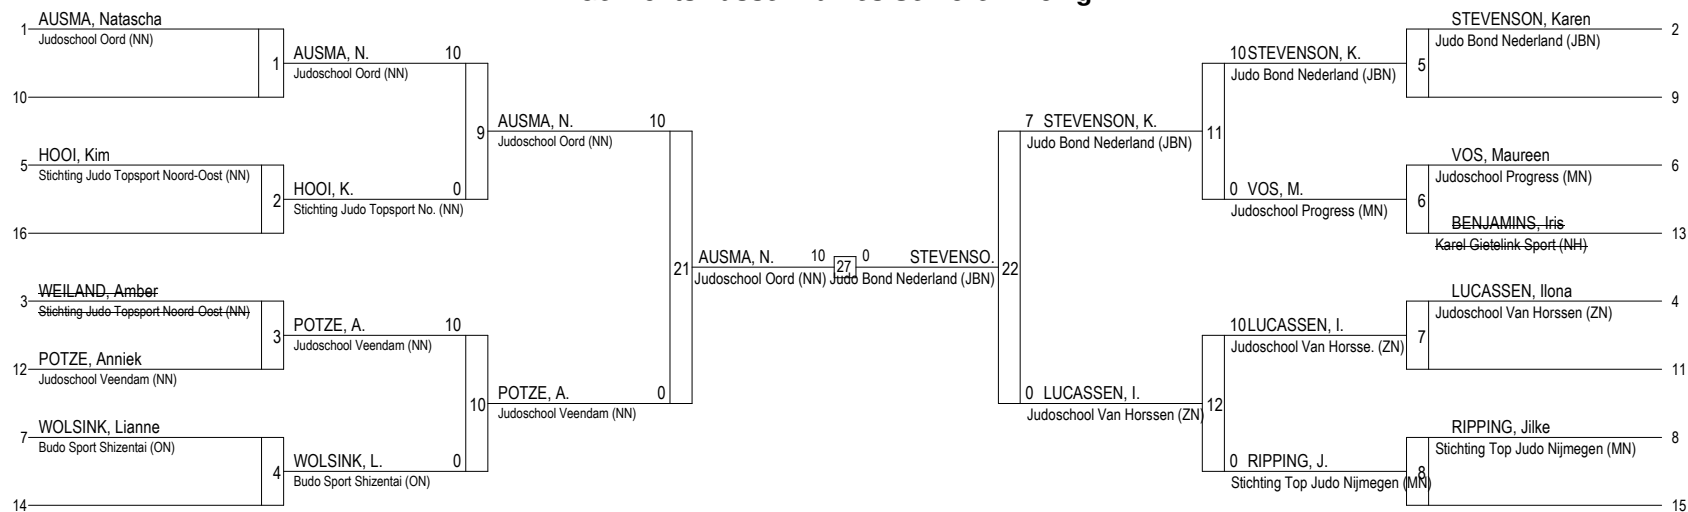 1 AUSMA, Natascha
Judoschool Oord (NN)
10
5 HOOI, Kim
Stichting Judo Topsport Noord-Oost (NN)
16
3 WEILAND, Amber
Stichting Judo Topsport Noord-Oost (NN)
12 POTZE, Anniek
Judoschool Veendam (NN)
7 WOLSINK, Lianne
Budo Sport Shizentai (ON)
14
1 AUSMA, N. 10
Judoschool Oord (NN)
2 HOOI, K. 0
Stichting Judo Topsport No. (NN)
3 POTZE, A. 10
Judoschool Veendam (NN)
4 WOLSINK, L. 0
Budo Sport Shizentai (ON)
9 AUSMA, N. 10
Judoschool Oord (NN)
10 POTZE, A. 0
Judoschool Veendam (NN)
21 AUSMA, N. 10 27 0 STEVENSO. 22
Judoschool Oord (NN) Judo Bond Nederland (JBN)
7 STEVENSON, K. 11
Judo Bond Nederland (JBN)
0 LUCASSEN, I. 12
Judoschool Van Horssen (ZN)
10 STEVENSON, K. 5
Judo Bond Nederland (JBN)
0 VOS, M. 6
Judoschool Progress (MN)
10 LUCASSEN, I. 7
Judoschool Van Horsse. (ZN)
0 RIPPING, J. 8
Stichting Top Judo Nijmegen (MN)
STEVENSON, Karen 2
Judo Bond Nederland (JBN)
9
VOS, Maureen 6
Judoschool Progress (MN)
BENJAMINS, Iris 13
Karel Gietelink Sport (NH)
LUCASSEN, Ilona 4
Judoschool Van Horssen (ZN)
11
RIPPING, Jilke 8
Stichting Top Judo Nijmegen (MN)
15